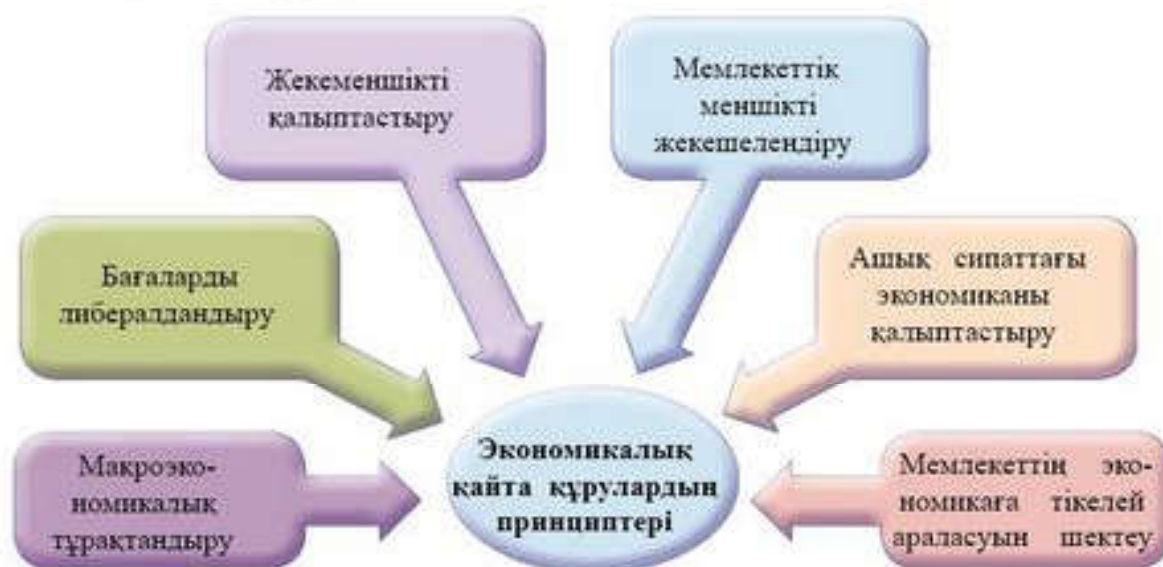 Жекеменшікті
қалыптастыру
Мемлекеттік
меншікті
жекешелендіру
Бағаларды
либералдандыру
Ашық сипаттағы
экономиканы
қалыптастыру
Макроэко-
номикалық
тұрақтандыру
Экономикалық
қайта құрулардың
принциптері
Мемлекеттің эко-
номикаға тікелей
араласуын шектеу